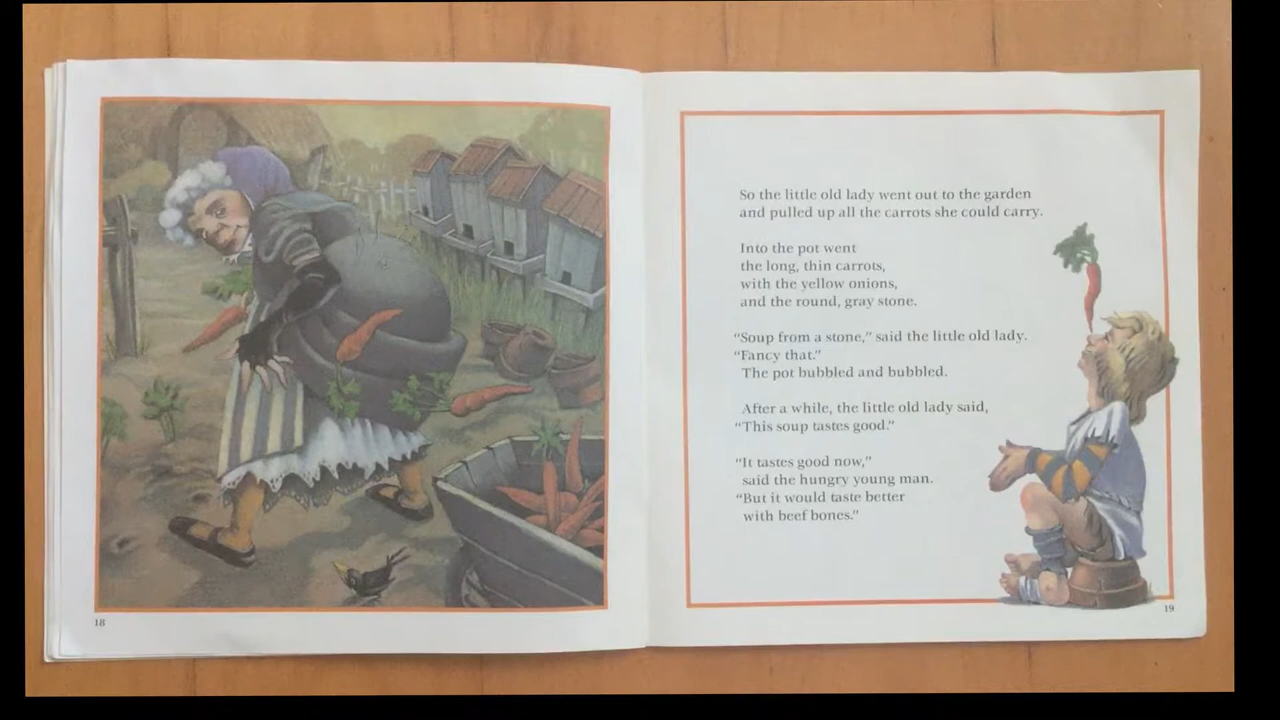 So the little old lady went out to the garden
and pulled up all the carrots she could carry.
Into the pot went
the long, thin carrots,
with the yellow onions,
and the round, gray stone.
“Soup from a stone,” said the little old lady.
“Fancy that.”
The pot bubbled and bubbled.
After a while, the little old lady said,
“This soup tastes good.”
“It tastes good now,”
said the hungry young man.
“But it would taste better
with beef bones.”
18
19